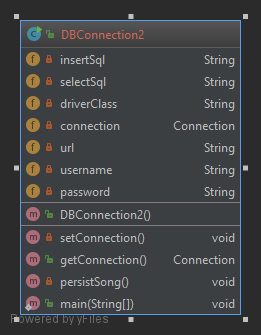 DBConnection2
insertSql String
selectSql String
driverClass String
connection Connection
url String
username String
password String
DBConnection2()
setConnection() void
getConnection() Connection
persistSong() void
main(String[]) void
Powered by yFiles